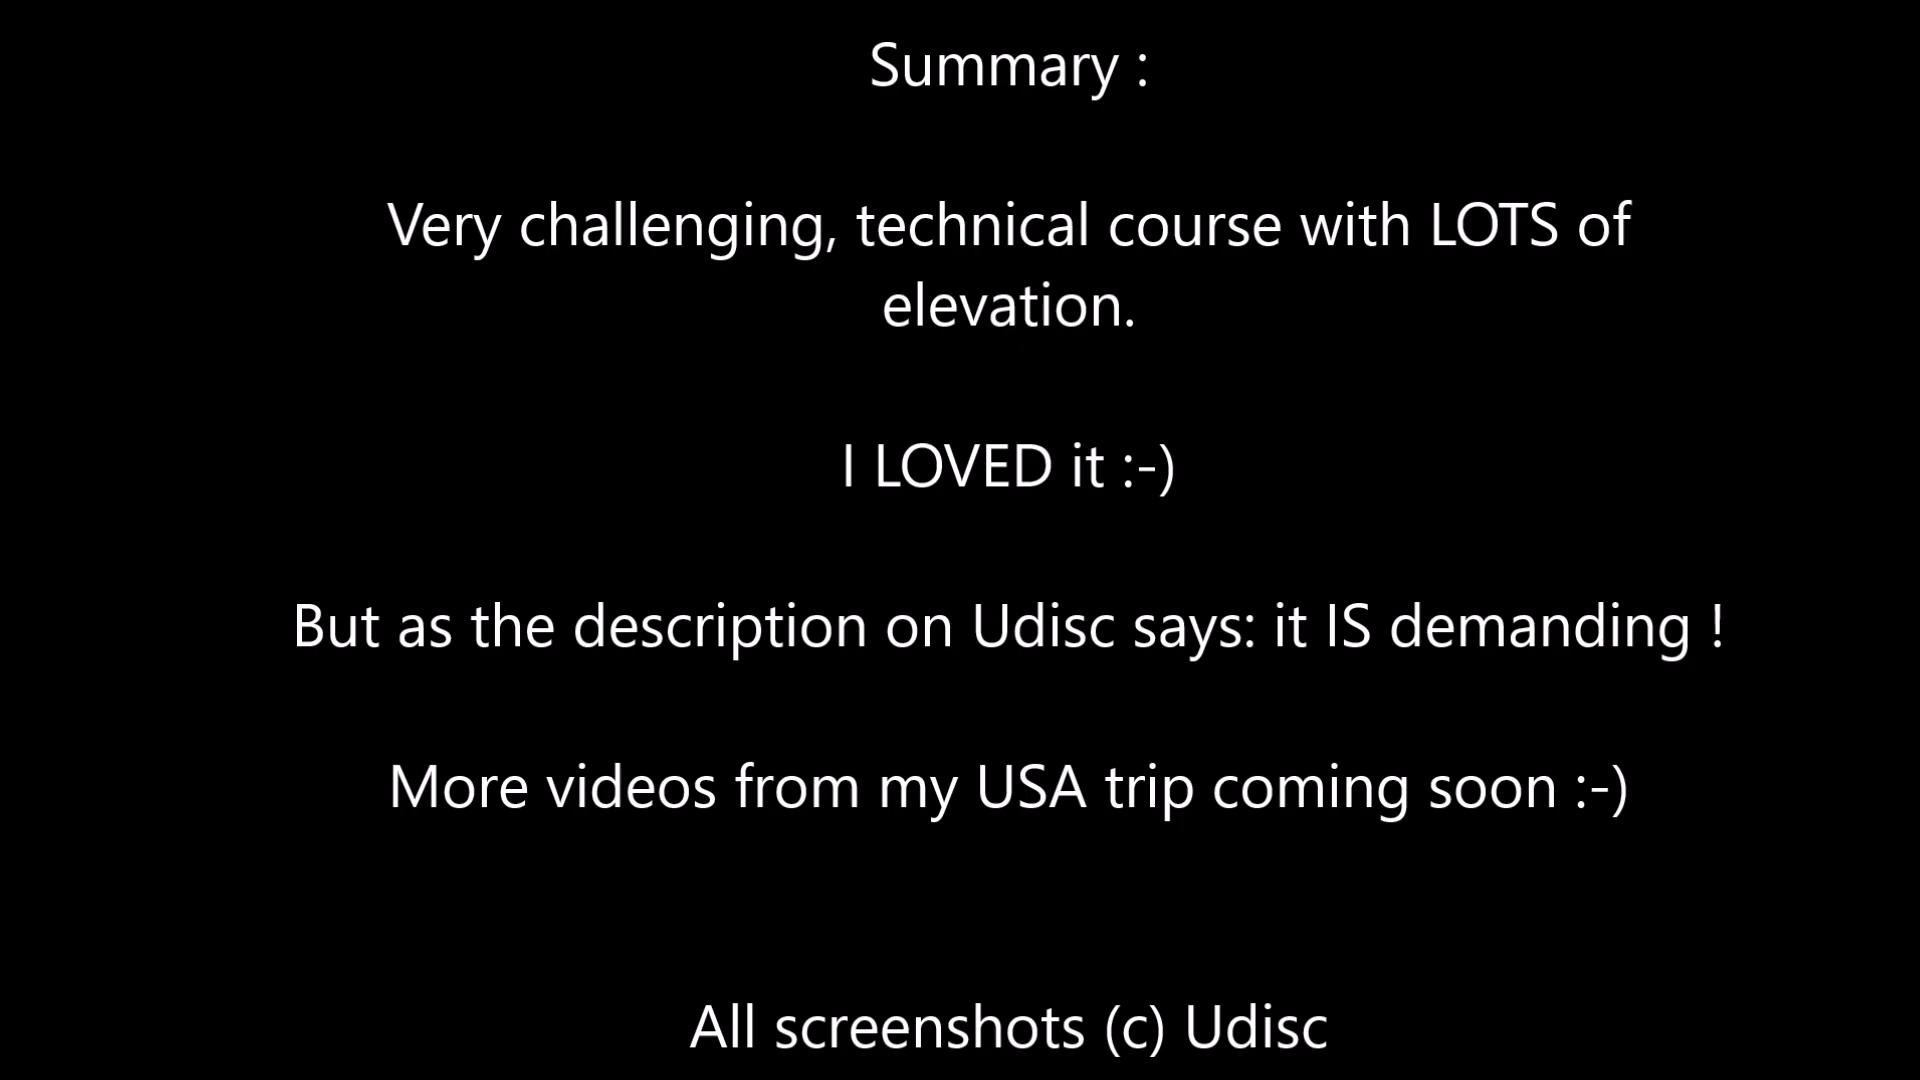 Summary :
Very challenging, technical course with LOTS of
elevation.
I LOVED it :-)
But as the description on Udisc says: it IS demanding !
More videos from my USA trip coming soon :-)
All screenshots (c) Udisc